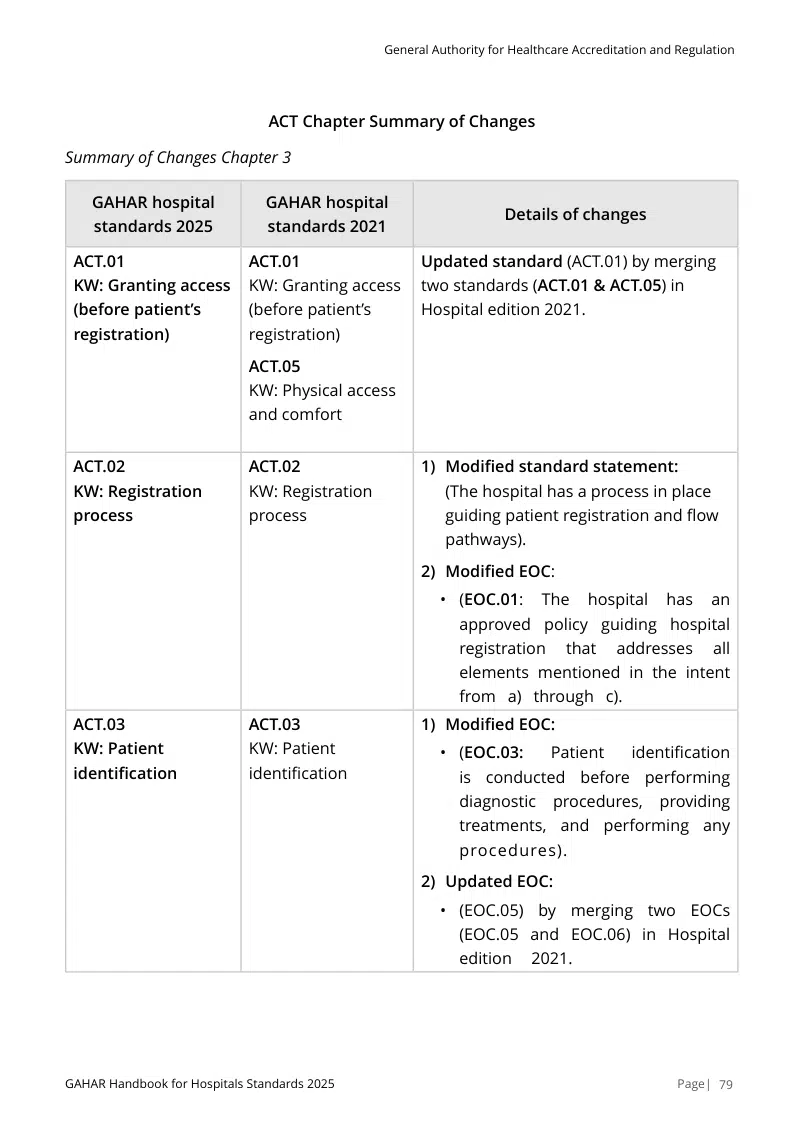 General Authority for Healthcare Accreditation and Regulation
ACT Chapter Summary of Changes
Summary of Changes Chapter 3
GAHAR hospital
standards 2025
GAHAR hospital
standards 2021
Details of changes
ACT.01
KW: Granting access
(before patient’s
registration)
ACT.01
KW: Granting access
(before patient’s
registration)
ACT.05
KW: Physical access
and comfort
Updated standard (ACT.01) by merging
two standards (ACT.01 & ACT.05) in
Hospital edition 2021.
ACT.02
KW: Registration
process
ACT.02
KW: Registration
process
1) Modified standard statement:
(The hospital has a process in place
guiding patient registration and flow
pathways).
2) Modified EOC:
• (EOC.01: The hospital has an
approved policy guiding hospital
registration that addresses all
elements mentioned in the intent
from a) through c).
ACT.03
KW: Patient
identification
ACT.03
KW: Patient
identification
1) Modified EOC:
• (EOC.03: Patient identification
is conducted before performing
diagnostic procedures, providing
treatments, and performing any
procedures).
2) Updated EOC:
• (EOC.05) by merging two EOCs
(EOC.05 and EOC.06) in Hospital
edition 2021.
GAHAR Handbook for Hospitals Standards 2025
Page| 79